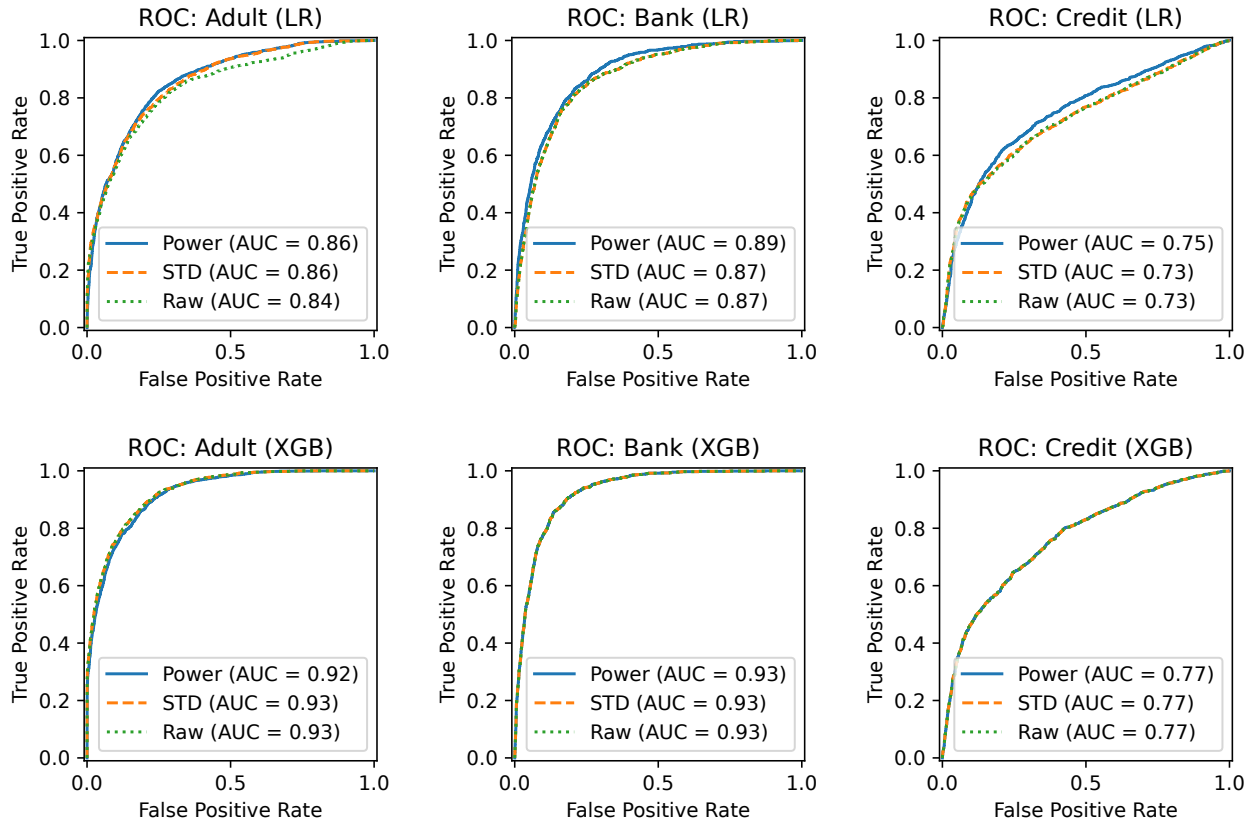 ROC: Adult (LR)
True Positive Rate
1.0
0.8
0.6
0.4
0.2
0.0
Power (AUC = 0.86)
STD (AUC = 0.86)
Raw (AUC = 0.84)
0.0 0.5 1.0
False Positive Rate
ROC: Bank (LR)
True Positive Rate
1.0
0.8
0.6
0.4
0.2
0.0
Power (AUC = 0.89)
STD (AUC = 0.87)
Raw (AUC = 0.87)
0.0 0.5 1.0
False Positive Rate
ROC: Credit (LR)
True Positive Rate
1.0
0.8
0.6
0.4
0.2
0.0
Power (AUC = 0.75)
STD (AUC = 0.73)
Raw (AUC = 0.73)
0.0 0.5 1.0
False Positive Rate
ROC: Adult (XGB)
True Positive Rate
1.0
0.8
0.6
0.4
0.2
0.0
Power (AUC = 0.92)
STD (AUC = 0.93)
Raw (AUC = 0.93)
0.0 0.5 1.0
False Positive Rate
ROC: Bank (XGB)
True Positive Rate
1.0
0.8
0.6
0.4
0.2
0.0
Power (AUC = 0.93)
STD (AUC = 0.93)
Raw (AUC = 0.93)
0.0 0.5 1.0
False Positive Rate
ROC: Credit (XGB)
True Positive Rate
1.0
0.8
0.6
0.4
0.2
0.0
Power (AUC = 0.77)
STD (AUC = 0.77)
Raw (AUC = 0.77)
0.0 0.5 1.0
False Positive Rate